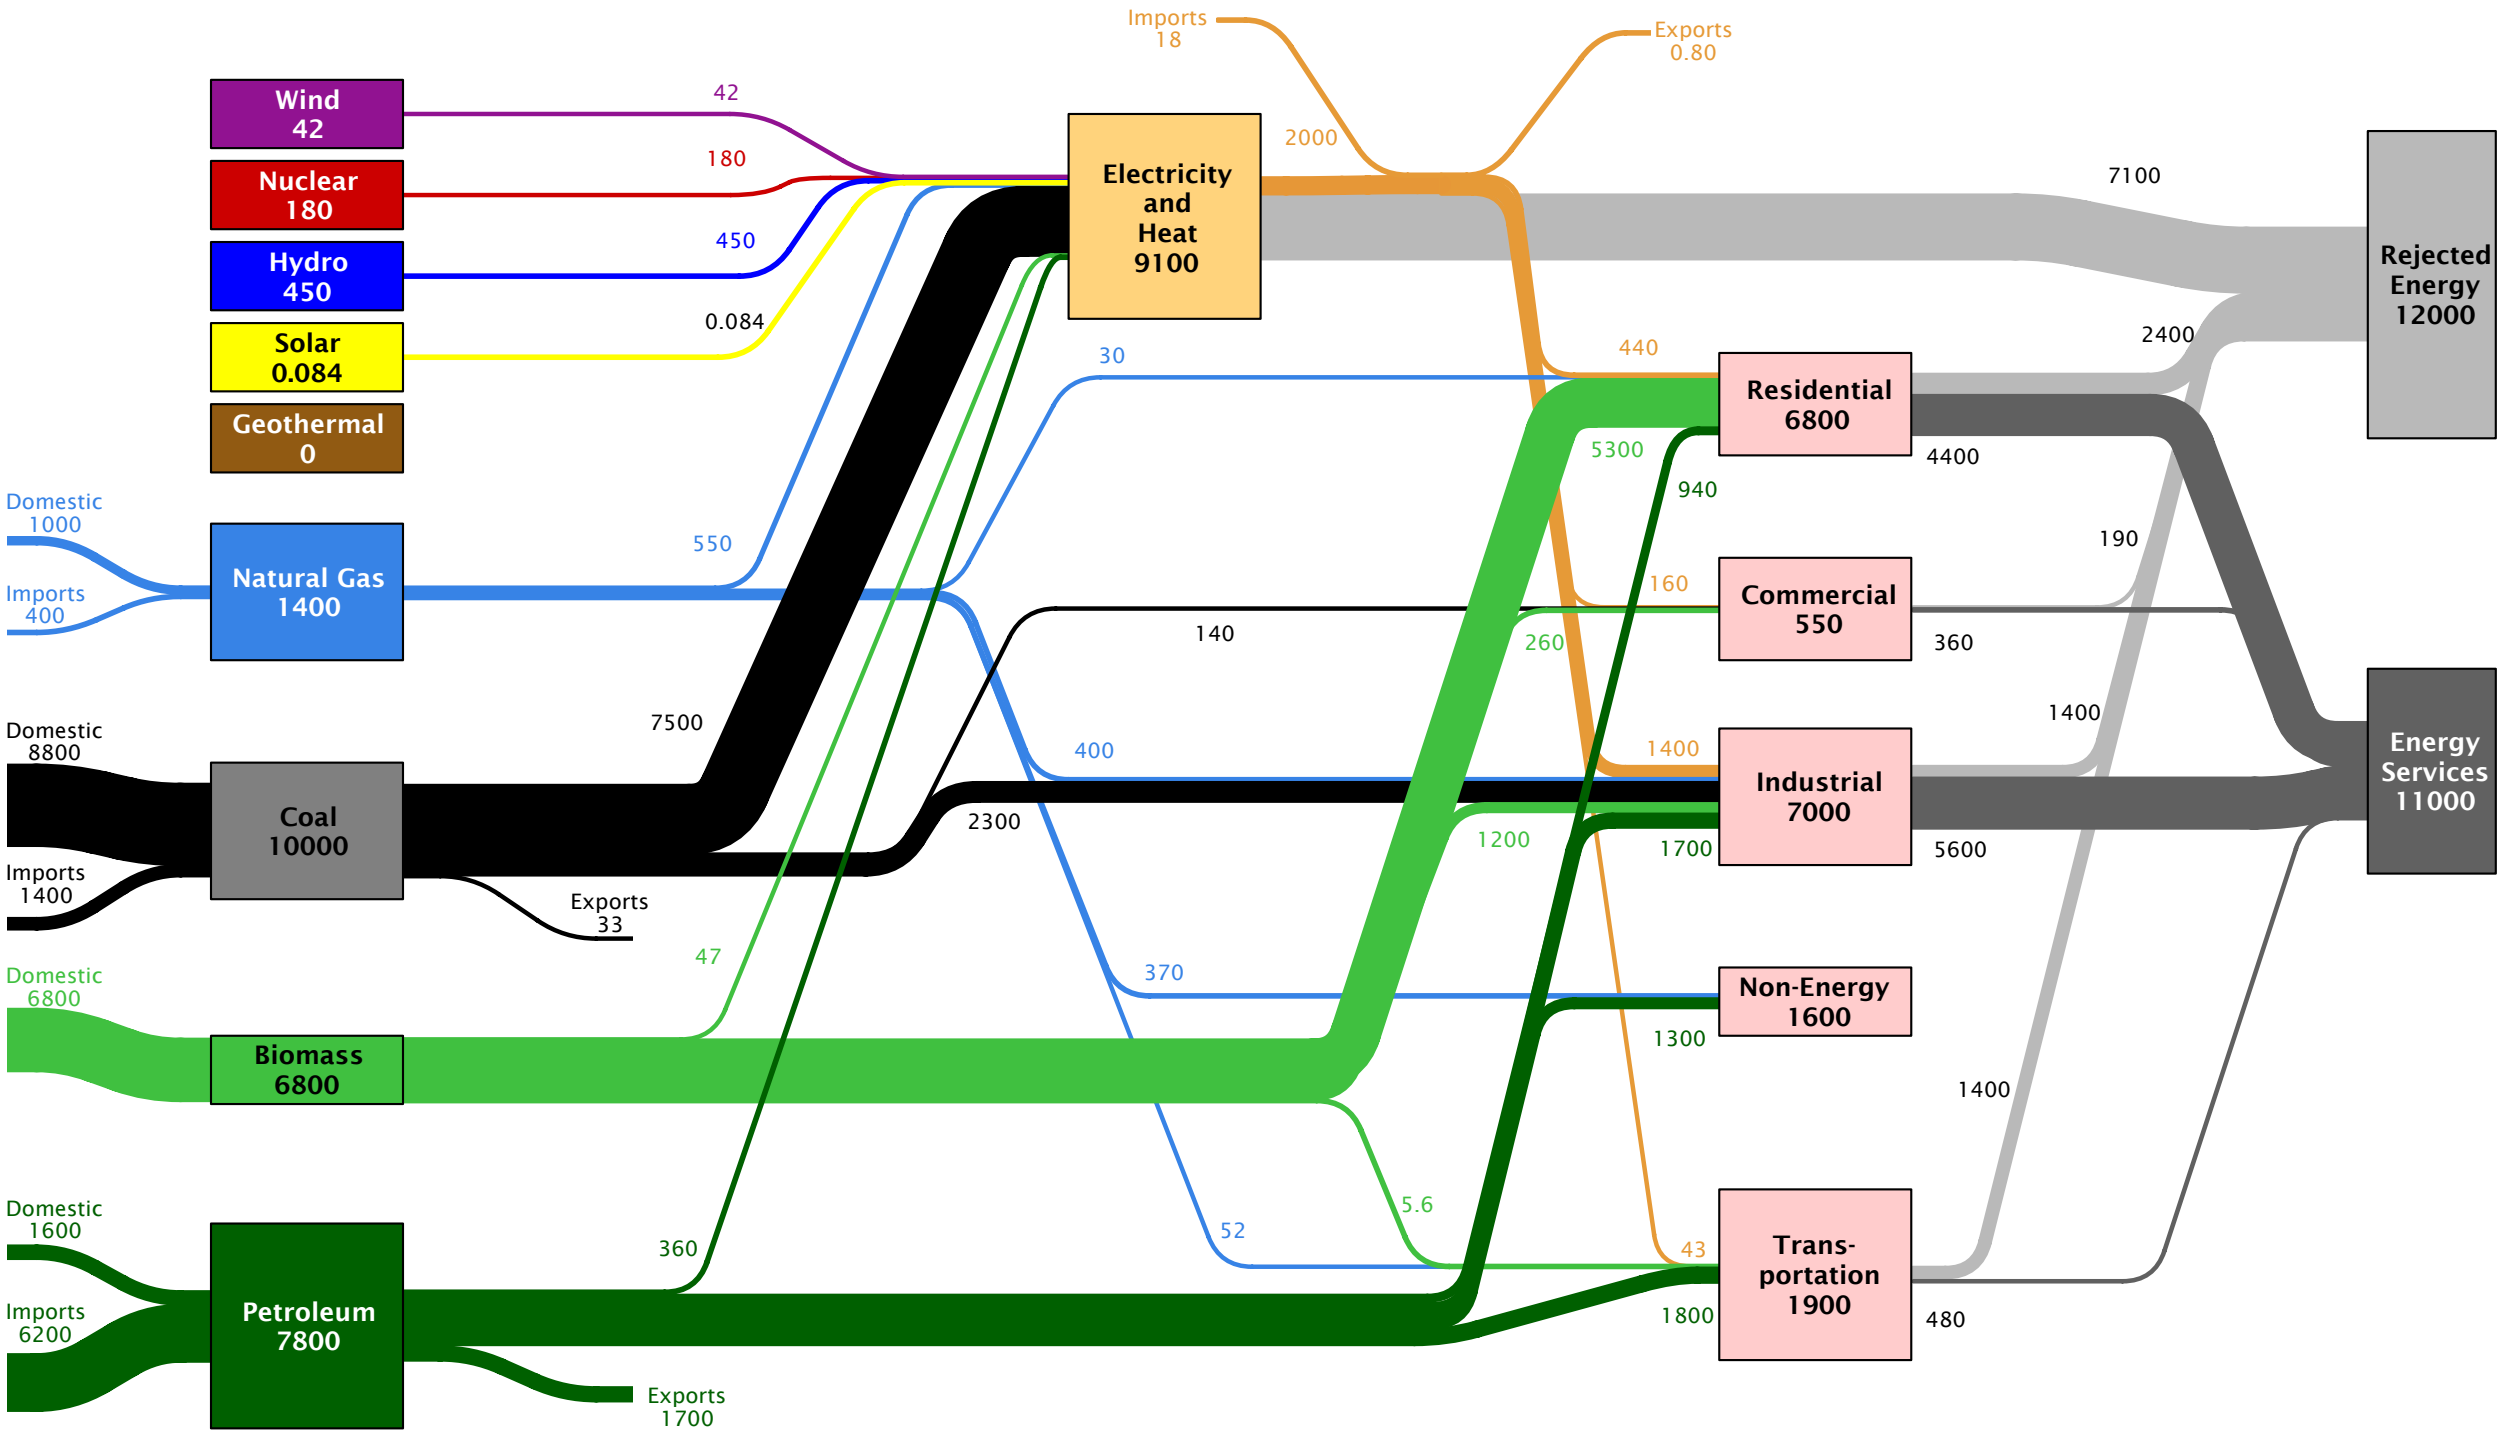 Imports
18
Exports
0.80
Wind
42
42
Nuclear
180
180
Hydro
450
450
Solar
0.084
0.084
Geothermal
0
Electricity
and
Heat
9100
2000
7100
Rejected
Energy
12000
2400
30
440
Residential
6800
5300
4400
940
Domestic
1000
Imports
400
Natural Gas
1400
550
190
160
Commercial
550
140
260
360
Domestic
8800
Imports
1400
Coal
10000
7500
Exports
33
400
2300
1400
Industrial
7000
1200
1700
5600
1400
Energy
Services
11000
Domestic
6800
Biomass
6800
47
370
Non-Energy
1600
1300
1400
Domestic
1600
Imports
6200
Petroleum
7800
360
Exports
1700
52
5.6
43
Trans-
portation
1900
1800
480